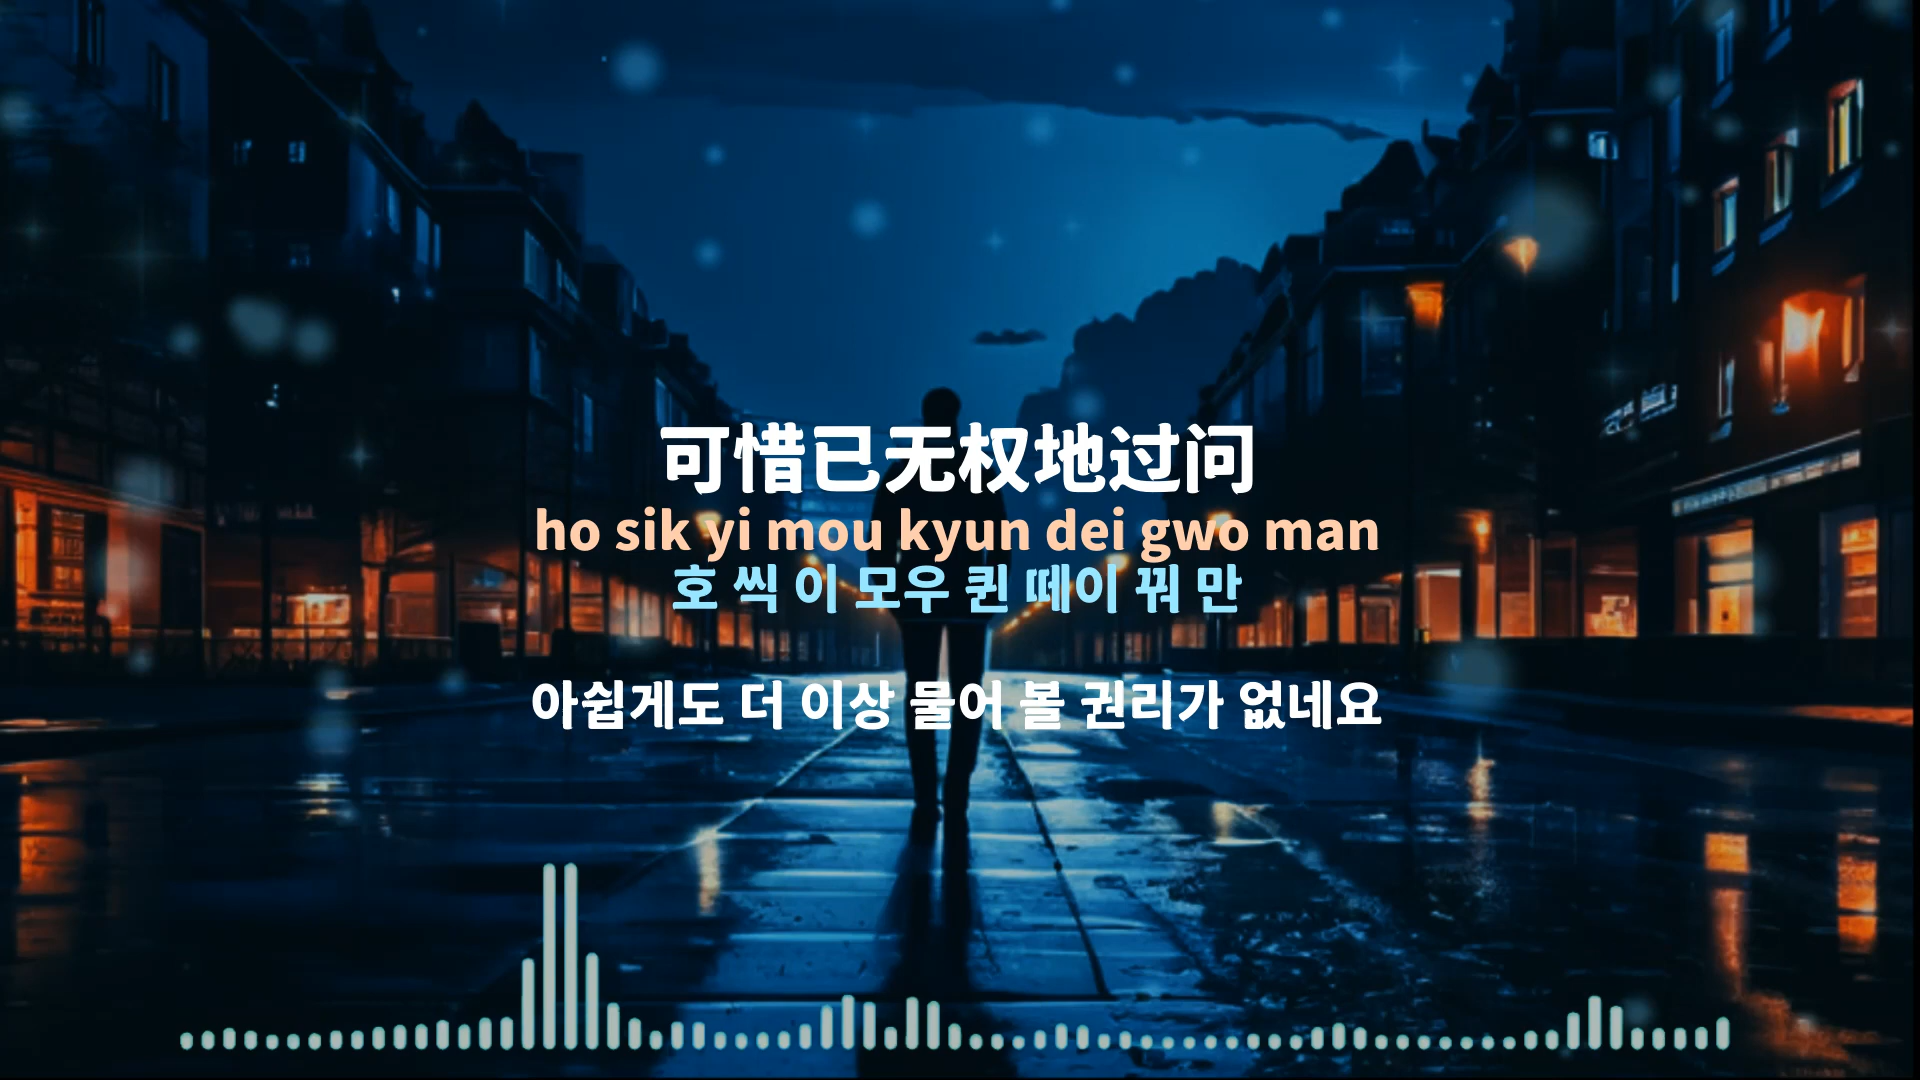 可惜已无权地过问
ho sik yi mou kyun dei gwo man
호 씩 이 모우 퀸 떼이 꿔 만
아쉽게도 더 이상 물어 볼 권리가 없네요